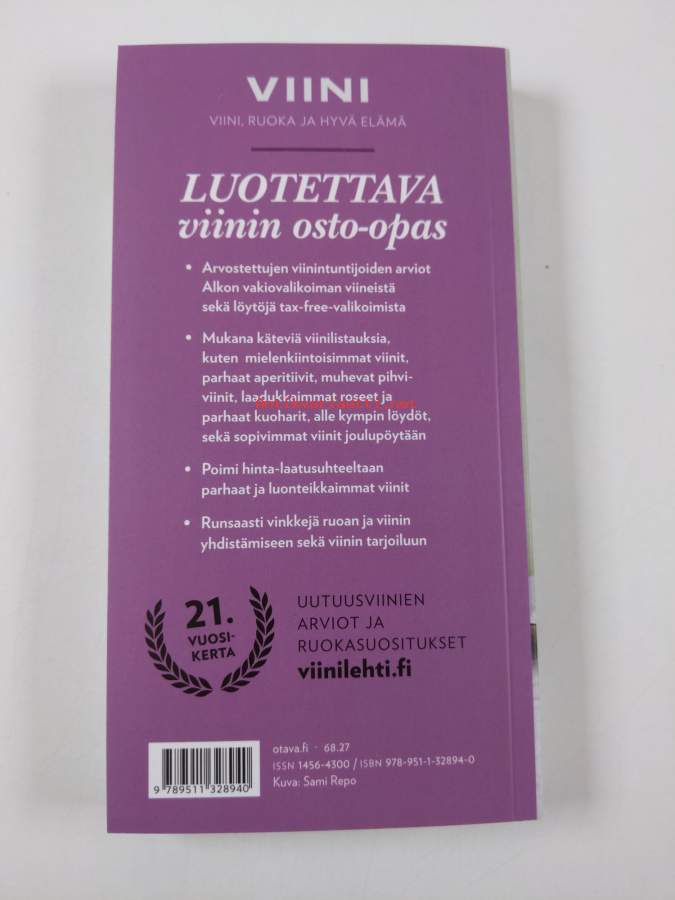 VIINI
VIINI, RUOKA JA HYVÄ ELÄMÄ
LUOTETTAVA
viinin osto-opas
• Arvostettujen viinintuntijoiden arviot
Alkon vakiovalikoiman viineistä
sekä löytöjä tax-free-valikoimista
• Mukana käteviä viinilistauksia,
kuten mielenkiintoisimmat viinit,
parhaat aperitiivit, muhevat pihvi-
viinit, laadukkaimmat roseet ja
parhaat kuoharit, alle kympin löydöt,
sekä sopivimmat viinit joulupöytään
• Poimi hinta-laatusuhteeltaan
parhaat ja luonteikkaimmat viinit
• Runsaasti vinkkejä ruoan ja viinin
yhdistämiseen sekä viinin tarjoiluun
21.
VUOSI-
KERTA
UUTUUSVIINIEN
ARVIOT JA
RUOKASUOSITUKSET
viinilehti.fi
otava.fi · 68.27
ISSN 1456-4300 / ISBN 978-951-1-32894-0
Kuva: Sami Repo
9 789511 328940